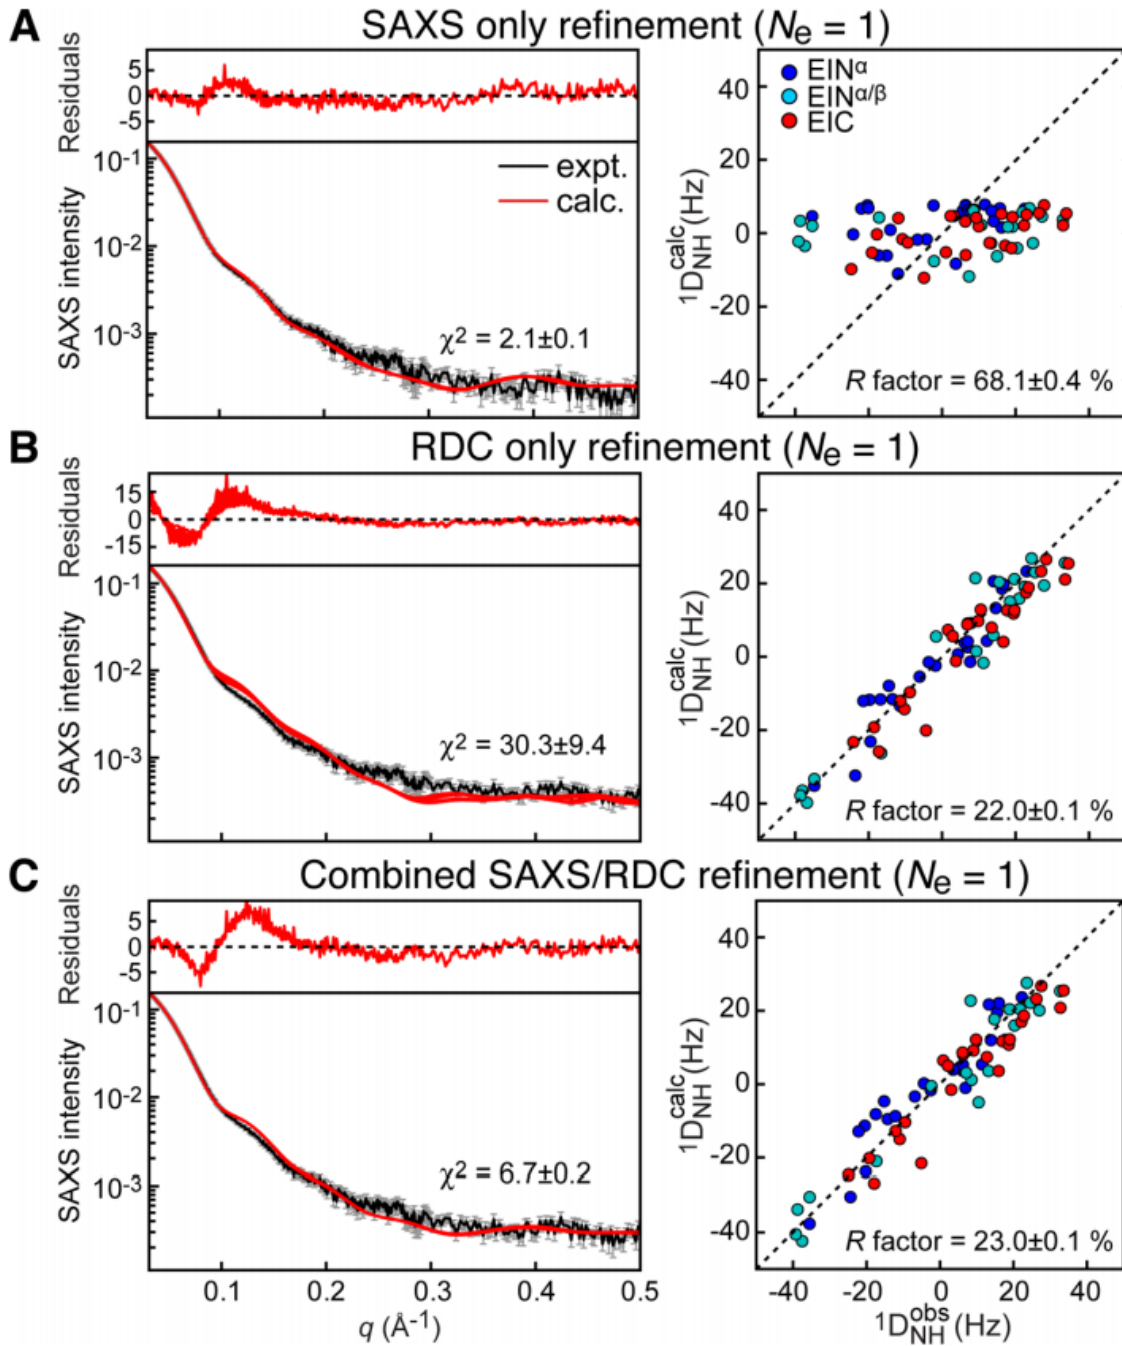 A SAXS only refinement (Ne = 1)
Residuals
5
0
-5
SAXS intensity
10-1
10-2
10-3
expt.
calc.
χ2 = 2.1±0.1
EINα
EINα/β
EIC
1DcalcNH (Hz)
40
20
0
-20
-40
R factor = 68.1±0.4 %
B RDC only refinement (Ne = 1)
Residuals
15
0
-15
SAXS intensity
10-1
10-2
10-3
χ2 = 30.3±9.4
1DcalcNH (Hz)
40
20
0
-20
-40
R factor = 22.0±0.1 %
C Combined SAXS/RDC refinement (Ne = 1)
Residuals
5
0
-5
SAXS intensity
10-1
10-2
10-3
χ2 = 6.7±0.2
0.1 0.2 0.3 0.4 0.5
q (Å-1)
1DcalcNH (Hz)
40
20
0
-20
-40
R factor = 23.0±0.1 %
-40 -20 0 20 40
1DobsNH (Hz)